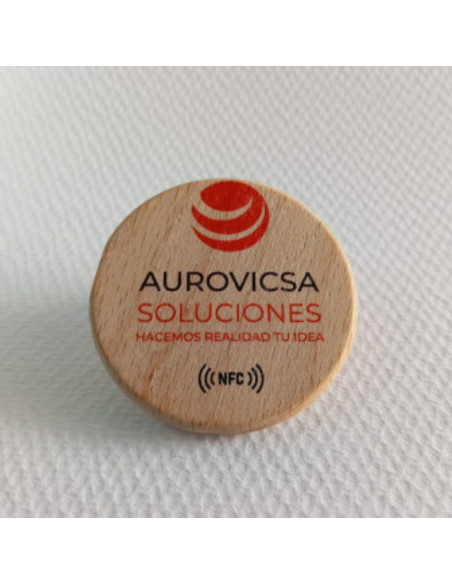 AUROVICSA
SOLUCIONES
HACEMOS REALIDAD TU IDEA
NFC